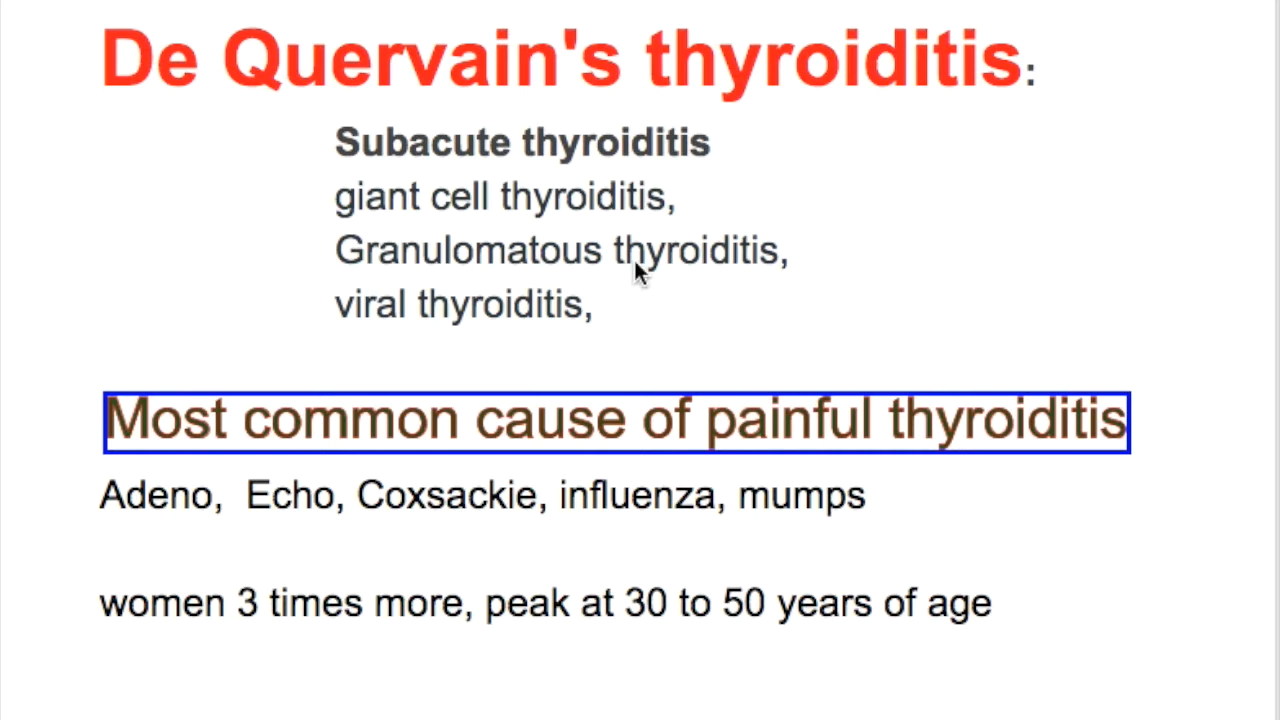 De Quervain's thyroiditis:
Subacute thyroiditis
giant cell thyroiditis,
Granulomatous thyroiditis,
viral thyroiditis,
Most common cause of painful thyroiditis
Adeno,  Echo, Coxsackie, influenza, mumps
women 3 times more, peak at 30 to 50 years of age